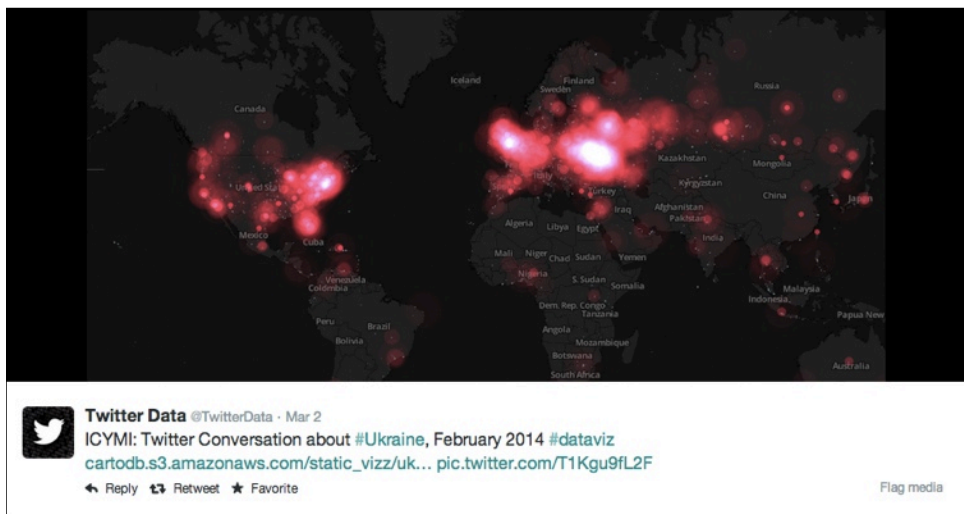 Iceland
Finland
Sweden
Russia
Canada
Kazakhstan
Mongolia
Kyrgyzstan
United Stat
Italy
Turkey
China
Japan
Afghanistan
Iraq
Pakistan
Algeria
Libya
Egypt
Mexico
Cuba
India
Mali
Niger
Chad
Sudan
Yemen
Nigeria
Venezuela
S. Sudan
Somalia
Colombia
Malaysia
Indonesia
Dem. Rep. Congo
Tanzania
Papua New
Peru
Brazil
Angola
Bolivia
Mozambique
Botswana
Australia
South Africa
Twitter Data @TwitterData · Mar 2
ICYMI: Twitter Conversation about #Ukraine, February 2014 #dataviz
cartodb.s3.amazonaws.com/static_vizz/uk... pic.twitter.com/T1Kgu9fL2F
Reply Retweet Favorite Flag media